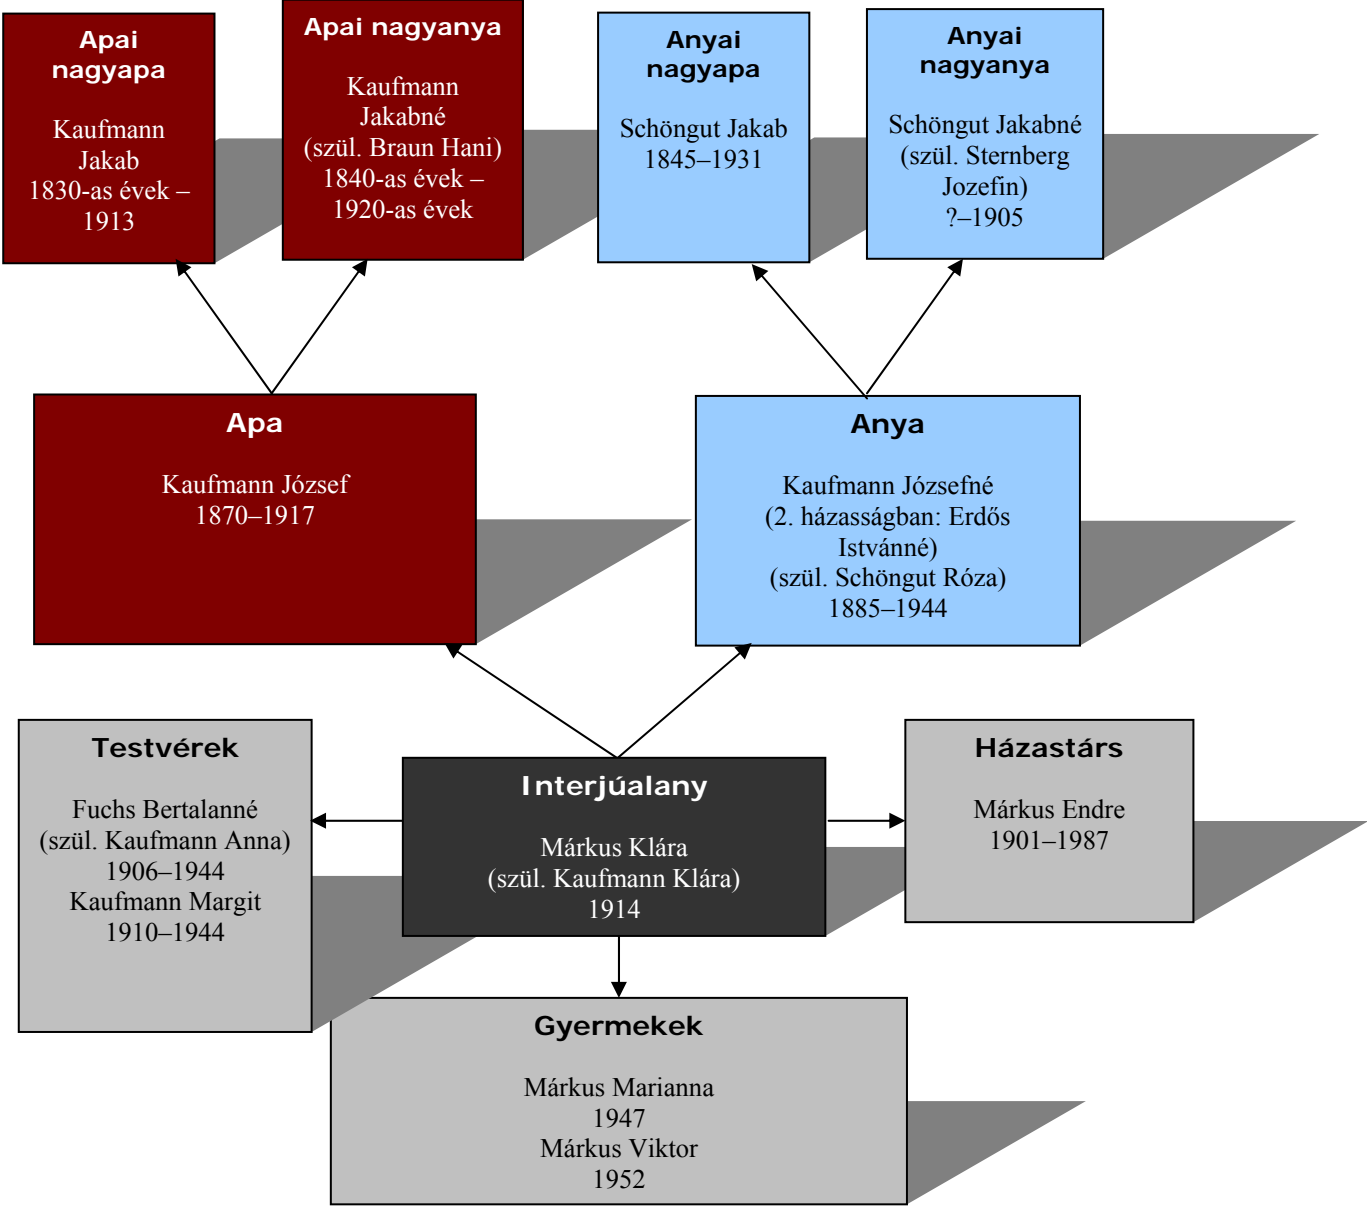 Apai
nagyapa
Kaufmann
Jakab
1830-as évek –
1913
Apai nagyanya
Kaufmann
Jakabné
(szül. Braun Hani)
1840-as évek –
1920-as évek
Anyai
nagyapa
Schöngut Jakab
1845–1931
Anyai
nagyanya
Schöngut Jakabné
(szül. Sternberg
Jozefin)
?–1905
Apa
Kaufmann József
1870–1917
Anya
Kaufmann Józsefné
(2. házasságban: Erdős
Istvánné)
(szül. Schöngut Róza)
1885–1944
Testvérek
Fuchs Bertalanné
(szül. Kaufmann Anna)
1906–1944
Kaufmann Margit
1910–1944
Interjúalany
Márkus Klára
(szül. Kaufmann Klára)
1914
Házastárs
Márkus Endre
1901–1987
Gyermekek
Márkus Marianna
1947
Márkus Viktor
1952